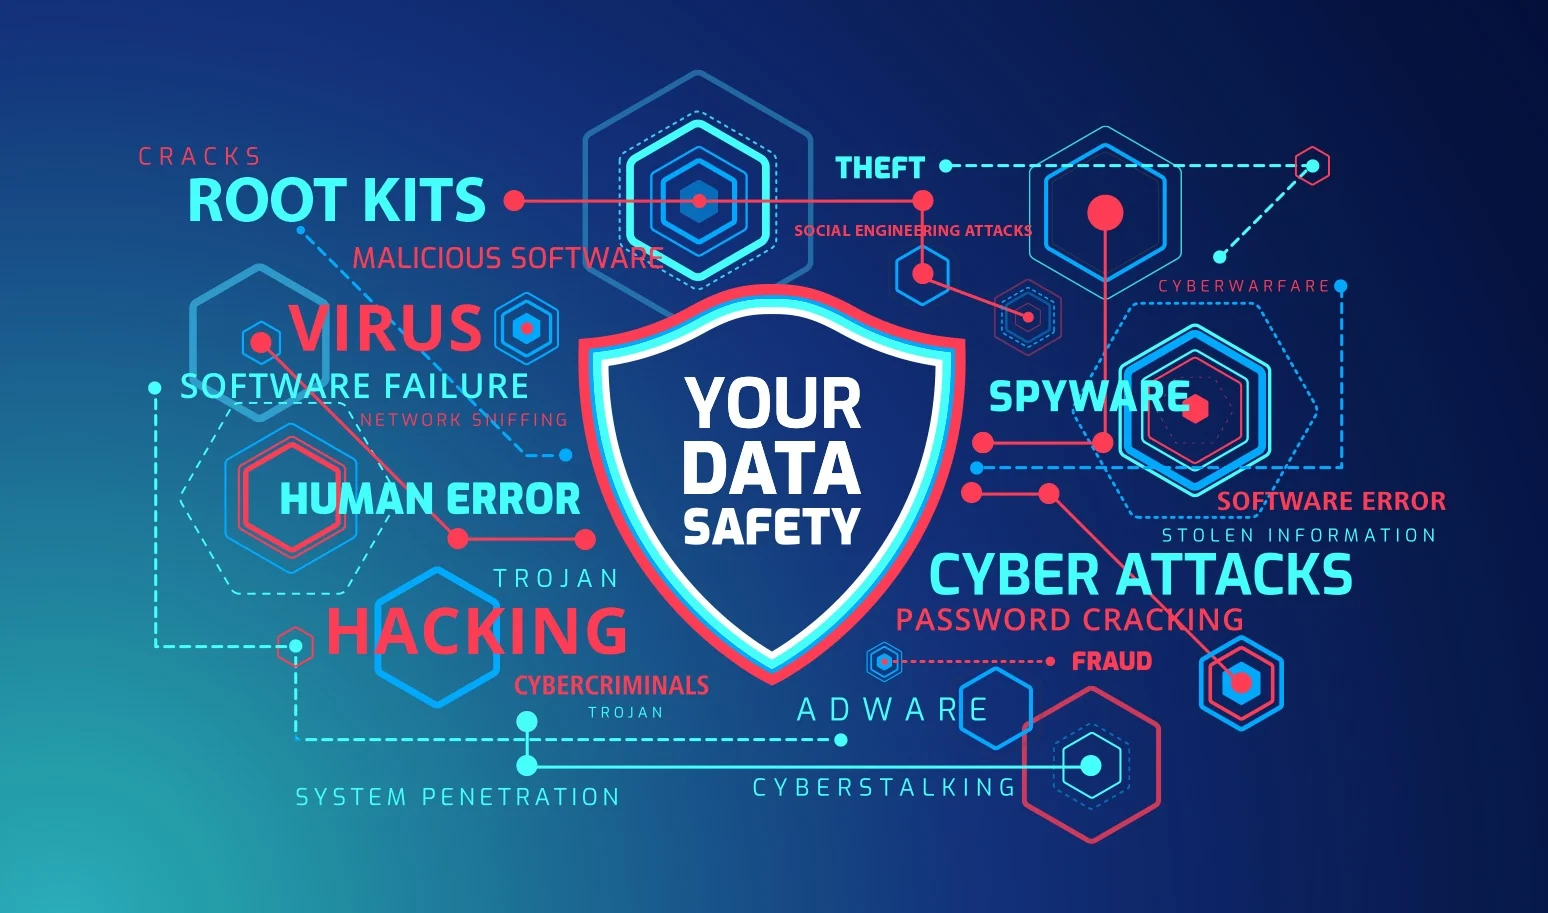 CRACKS
ROOT KITS
MALICIOUS SOFTWARE
VIRUS
SOFTWARE FAILURE
NETWORK SNIFFING
HUMAN ERROR
TROJAN
HACKING
CYBERCRIMINALS
TROJAN
SYSTEM PENETRATION
YOUR
DATA
SAFETY
THEFT
SOCIAL ENGINEERING ATTACKS
CYBERWARFARE
SPYWARE
SOFTWARE ERROR
STOLEN INFORMATION
CYBER ATTACKS
PASSWORD CRACKING
FRAUD
ADWARE
CYBERSTALKING